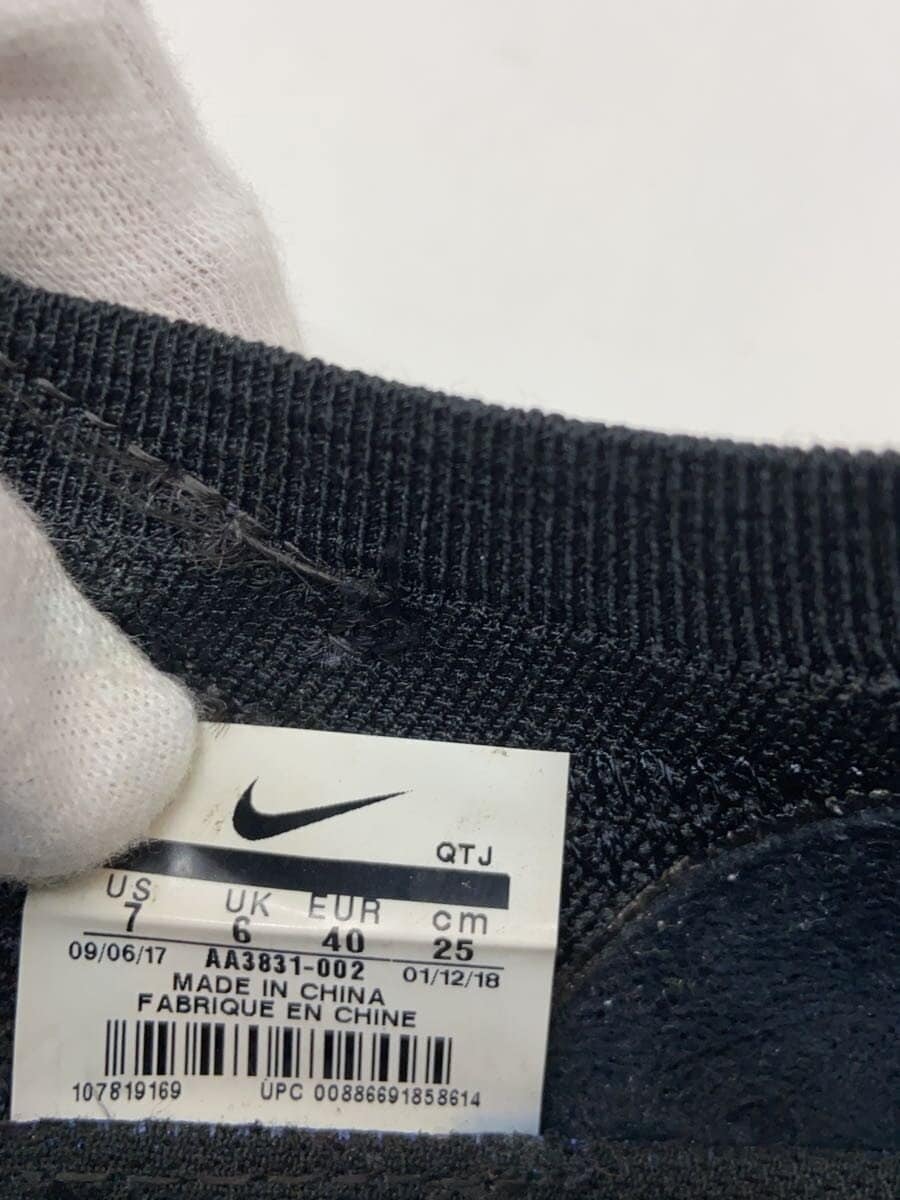 QTJ
US UK EUR cm
7 6 40 25
09/06/17 AA3831-002 01/12/18
MADE IN CHINA
FABRIQUE EN CHINE
107819169 UPC 00886691858614